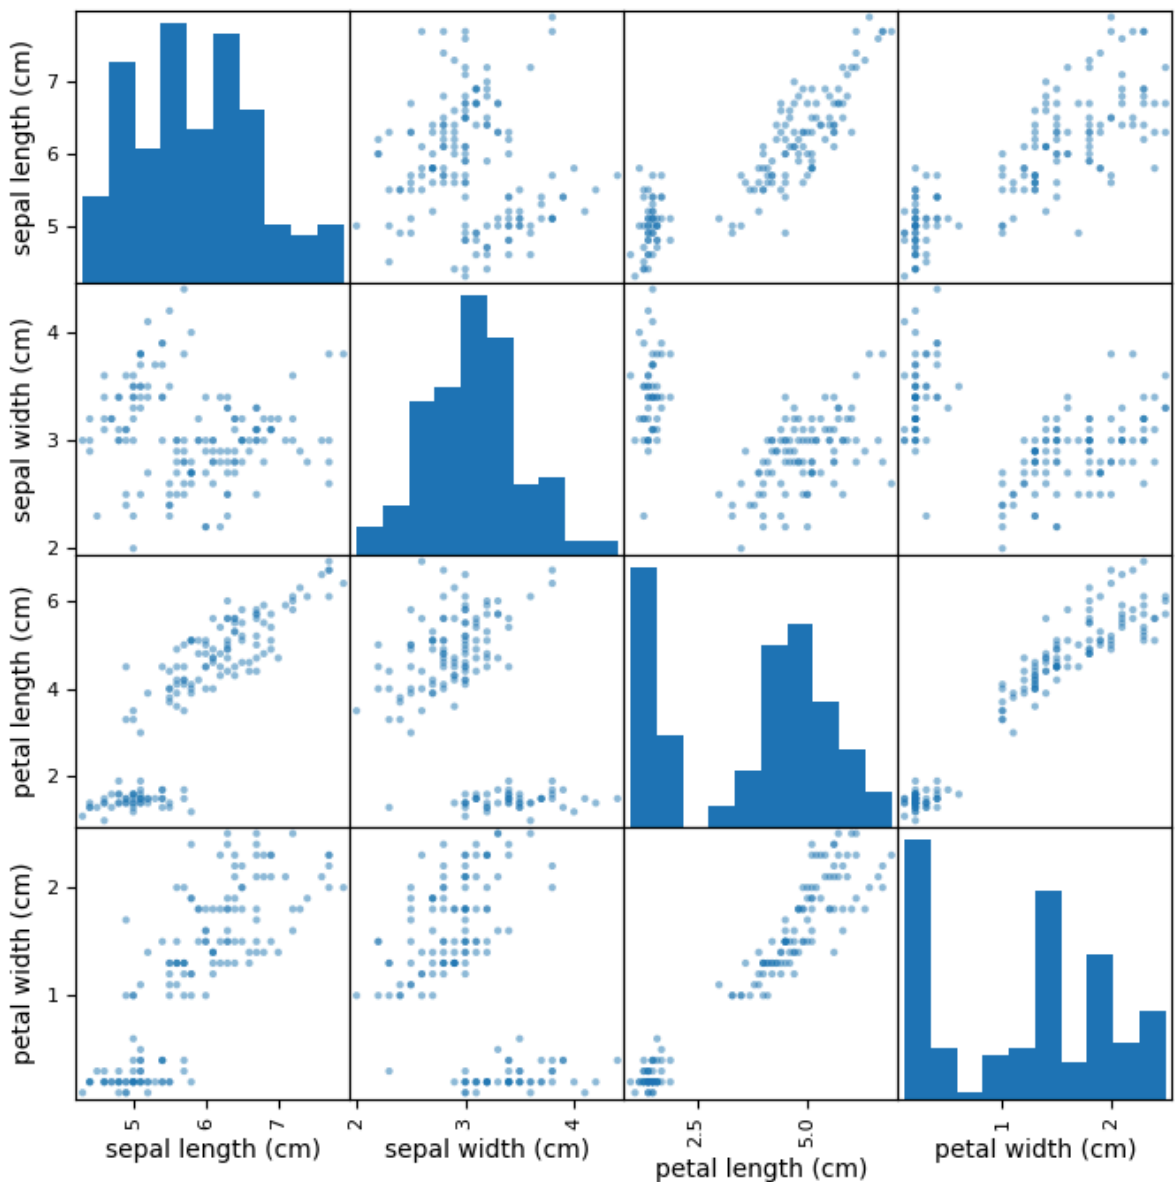 sepal length (cm)
7
6
5
sepal width (cm)
4
3
2
petal length (cm)
6
4
2
petal width (cm)
2
1
5 6 7 2 3 4 2.5 5.0 1 2
sepal length (cm) sepal width (cm) petal length (cm) petal width (cm)